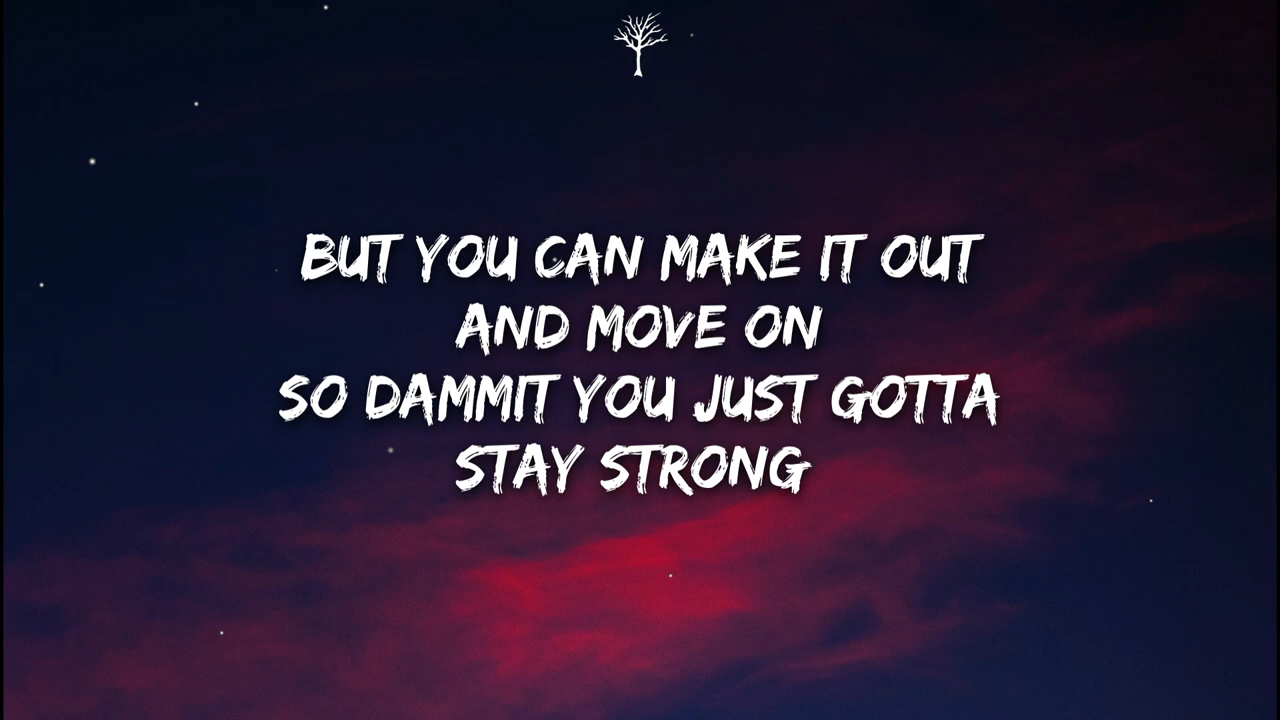 BUT YOU CAN MAKE IT OUT
AND MOVE ON
SO DAMMIT YOU JUST GOTTA
STAY STRONG